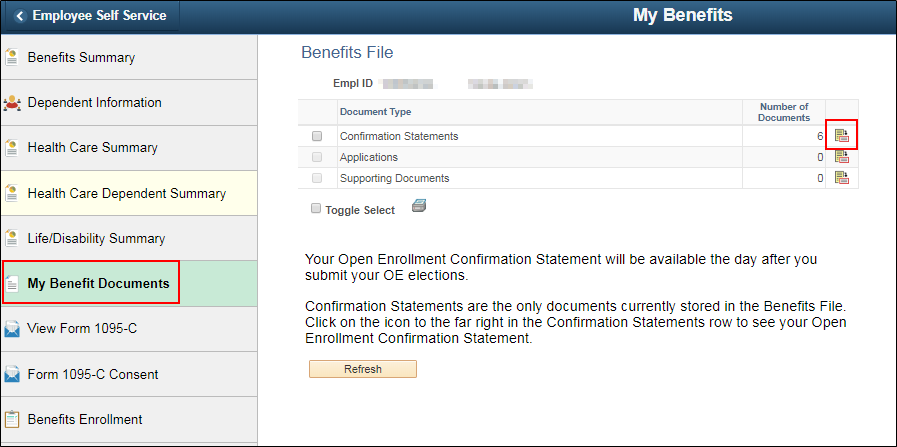 Employee Self Service
My Benefits
Benefits Summary
Dependent Information
Health Care Summary
Health Care Dependent Summary
Life/Disability Summary
My Benefit Documents
View Form 1095-C
Form 1095-C Consent
Benefits Enrollment
Benefits File
Empl ID
Document Type Number of Documents
Confirmation Statements 6
Applications 0
Supporting Documents 0
Toggle Select
Your Open Enrollment Confirmation Statement will be available the day after you
submit your OE elections.
Confirmation Statements are the only documents currently stored in the Benefits File.
Click on the icon to the far right in the Confirmation Statements row to see your Open
Enrollment Confirmation Statement.
Refresh